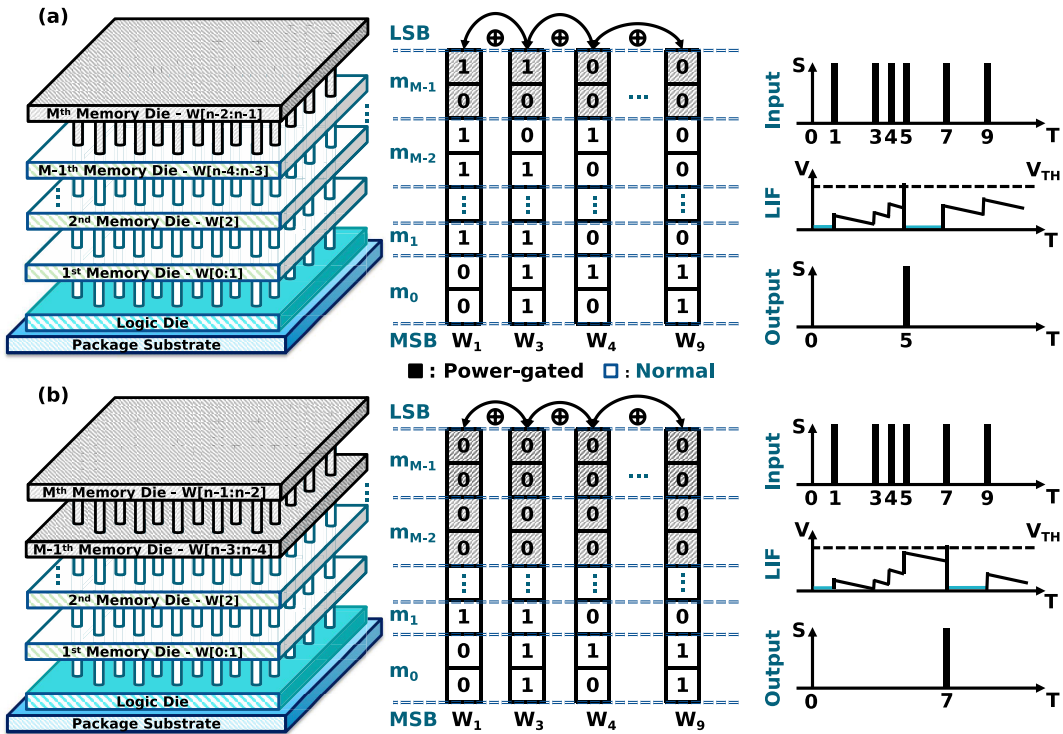 (a)
Mth Memory Die - W[n-2:n-1]
M-1th Memory Die - W[n-4:n-3]
2nd Memory Die - W[2]
1st Memory Die - W[0:1]
Logic Die
Package Substrate
LSB
⊕ ⊕ ⊕
mM-1
1 1 0 0
0 0 0 ... 0
mM-2
1 0 1 0
1 1 0 0
m1
1 1 0 0
m0
0 1 1 1
0 1 0 1
MSB W1 W3 W4 W9
Input
S
0 1 3 4 5 7 9 T
LIF
V VTH
T
Output
S
0 5 T
■ : Power-gated □ : Normal
(b)
Mth Memory Die - W[n-1:n-2]
M-1th Memory Die - W[n-3:n-4]
2nd Memory Die - W[2]
1st Memory Die - W[0:1]
Logic Die
Package Substrate
LSB
⊕ ⊕ ⊕
mM-1
0 0 0 0
0 0 0 ... 0
mM-2
0 0 0 0
0 0 0 0
m1
1 1 0 0
m0
0 1 1 1
0 1 0 1
MSB W1 W3 W4 W9
Input
S
0 1 3 4 5 7 9 T
LIF
V VTH
T
Output
S
0 7 T